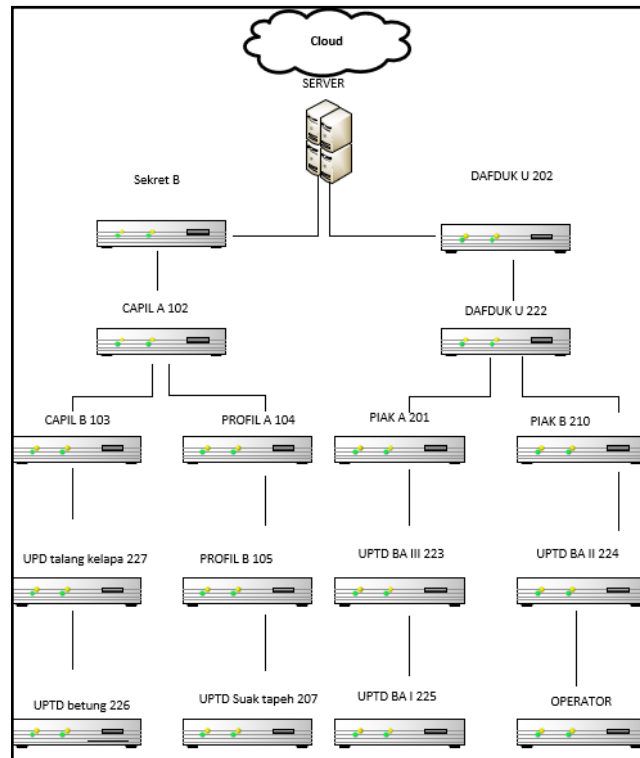 Cloud
SERVER
Sekret B
DAFDUK U 202
CAPIL A 102
DAFDUK U 222
CAPIL B 103
PROFIL A 104
PIAK A 201
PIAK B 210
UPD talang kelapa 227
PROFIL B 105
UPTD BA III 223
UPTD BA II 224
UPTD betung 226
UPTD Suak tapeh 207
UPTD BA I 225
OPERATOR